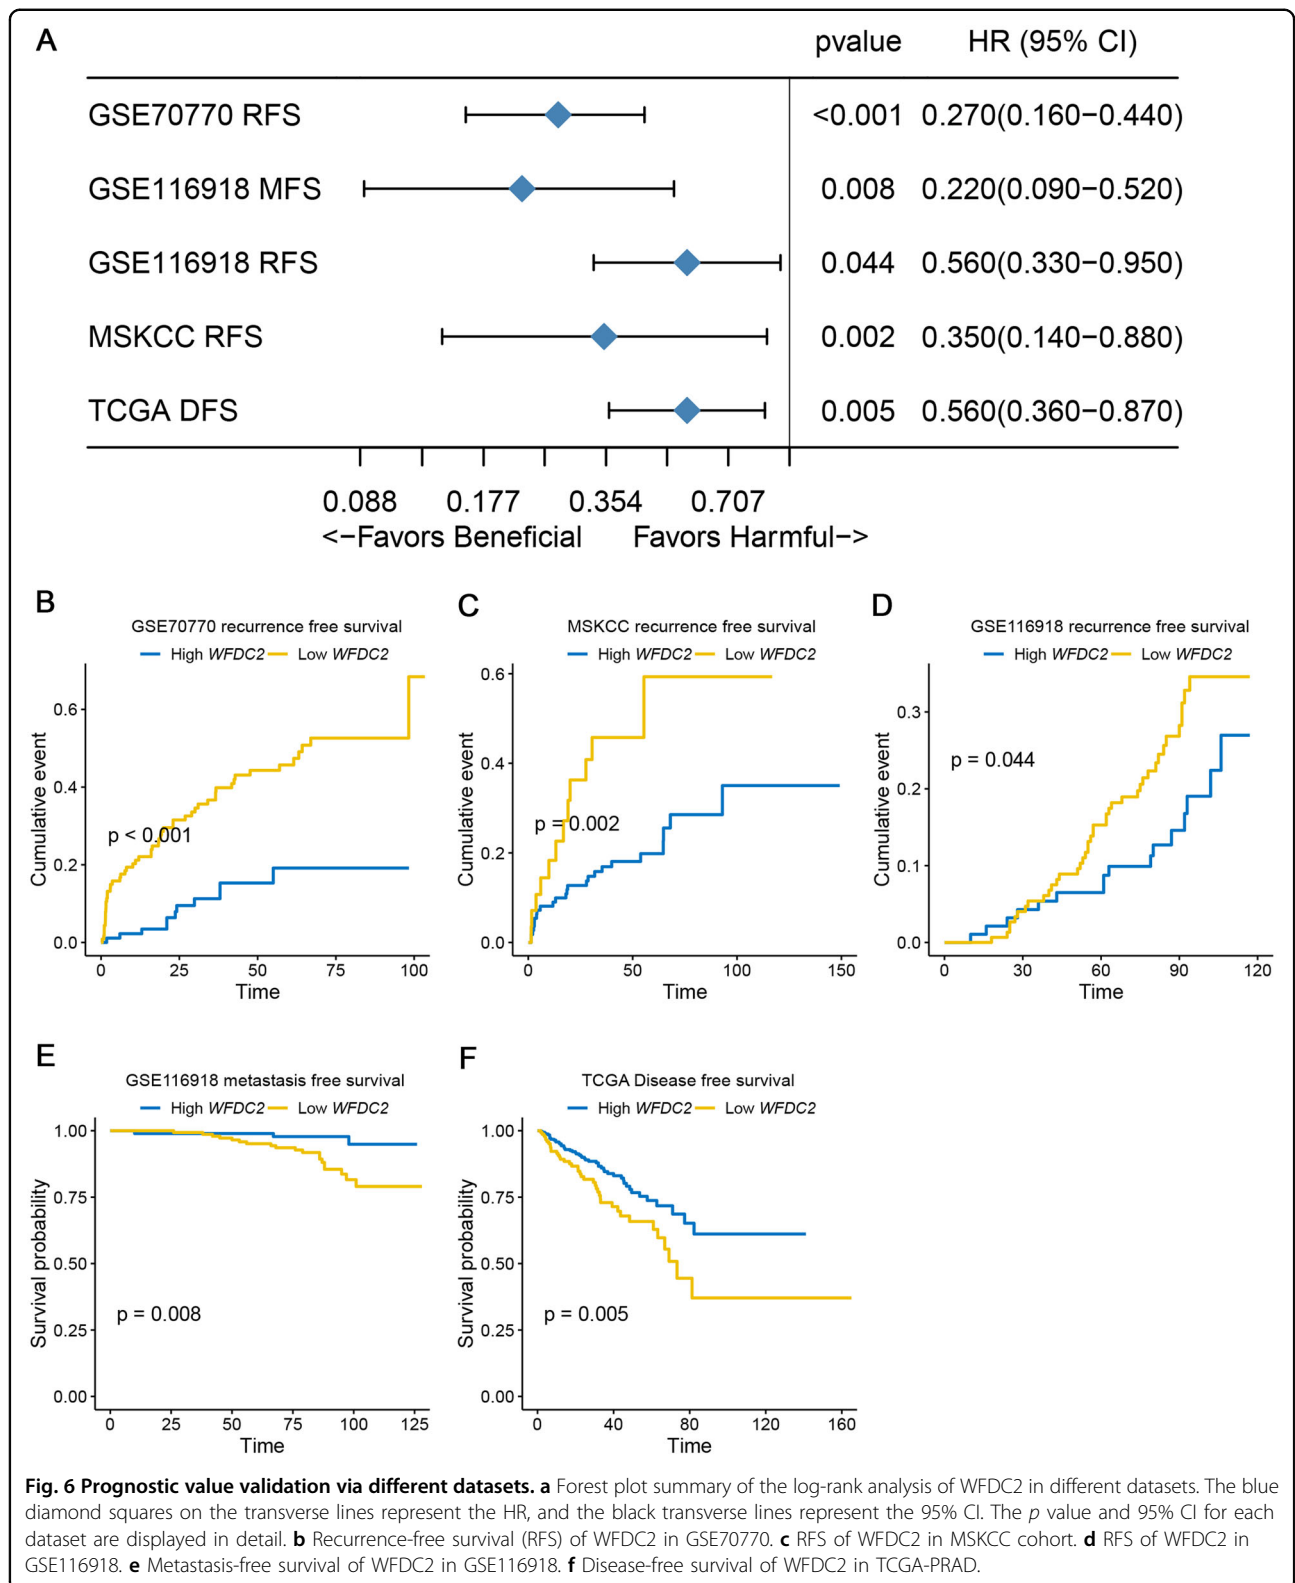 A
pvalue HR (95% CI)
GSE70770 RFS <0.001 0.270(0.160−0.440)
GSE116918 MFS 0.008 0.220(0.090−0.520)
GSE116918 RFS 0.044 0.560(0.330−0.950)
MSKCC RFS 0.002 0.350(0.140−0.880)
TCGA DFS 0.005 0.560(0.360−0.870)
0.088 0.177 0.354 0.707
<−Favors Beneficial Favors Harmful−>
B
GSE70770 recurrence free survival
High WFDC2 Low WFDC2
Cumulative event
0.6
0.4
0.2
0.0
p < 0.001
0 25 50 75 100
Time
C
MSKCC recurrence free survival
High WFDC2 Low WFDC2
Cumulative event
0.6
0.4
0.2
0.0
p = 0.002
0 50 100 150
Time
D
GSE116918 recurrence free survival
High WFDC2 Low WFDC2
Cumulative event
0.3
0.2
0.1
0.0
p = 0.044
0 30 60 90 120
Time
E
GSE116918 metastasis free survival
High WFDC2 Low WFDC2
Survival probability
1.00
0.75
0.50
0.25
0.00
p = 0.008
0 25 50 75 100 125
Time
F
TCGA Disease free survival
High WFDC2 Low WFDC2
Survival probability
1.00
0.75
0.50
0.25
0.00
p = 0.005
0 40 80 120 160
Time
Fig. 6 Prognostic value validation via different datasets. a Forest plot summary of the log-rank analysis of WFDC2 in different datasets. The blue
diamond squares on the transverse lines represent the HR, and the black transverse lines represent the 95% CI. The p value and 95% CI for each
dataset are displayed in detail. b Recurrence-free survival (RFS) of WFDC2 in GSE70770. c RFS of WFDC2 in MSKCC cohort. d RFS of WFDC2 in
GSE116918. e Metastasis-free survival of WFDC2 in GSE116918. f Disease-free survival of WFDC2 in TCGA-PRAD.